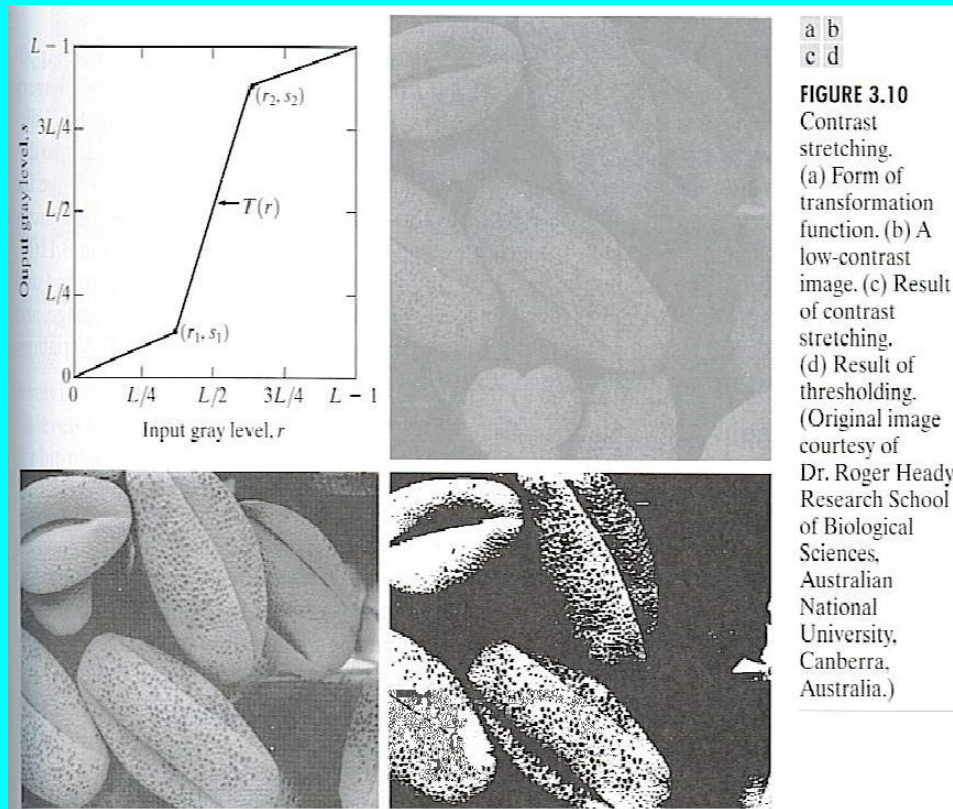 L − 1
3L/4
L/2
L/4
0
Ouput gray level, s
(r2, s2)
T(r)
(r1, s1)
0 L/4 L/2 3L/4 L − 1
Input gray level, r
a b
c d
FIGURE 3.10
Contrast
stretching.
(a) Form of
transformation
function. (b) A
low-contrast
image. (c) Result
of contrast
stretching.
(d) Result of
thresholding.
(Original image
courtesy of
Dr. Roger Heady
Research School
of Biological
Sciences,
Australian
National
University,
Canberra,
Australia.)